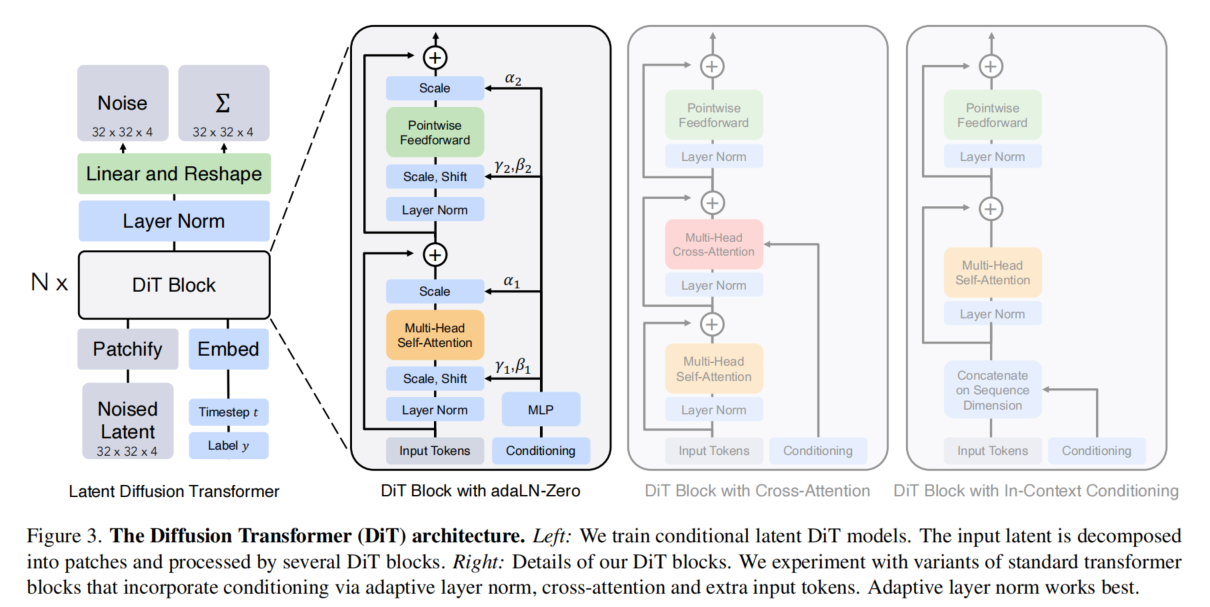 Noise
32 x 32 x 4
Σ
32 x 32 x 4
Linear and Reshape
Layer Norm
N x
DiT Block
Patchify
Embed
Noised
Latent
32 x 32 x 4
Timestep t
Label y
Latent Diffusion Transformer
+
Scale
α₂
Pointwise
Feedforward
Scale, Shift
γ₂,β₂
Layer Norm
+
Scale
α₁
Multi-Head
Self-Attention
Scale, Shift
γ₁,β₁
Layer Norm
MLP
Input Tokens
Conditioning
DiT Block with adaLN-Zero
+
Pointwise
Feedforward
Layer Norm
+
Multi-Head
Cross-Attention
Layer Norm
+
Multi-Head
Self-Attention
Layer Norm
Input Tokens
Conditioning
DiT Block with Cross-Attention
+
Pointwise
Feedforward
Layer Norm
+
Multi-Head
Self-Attention
Layer Norm
Concatenate
on Sequence
Dimension
Input Tokens
Conditioning
DiT Block with In-Context Conditioning
Figure 3. The Diffusion Transformer (DiT) architecture. Left: We train conditional latent DiT models. The input latent is decomposed
into patches and processed by several DiT blocks. Right: Details of our DiT blocks. We experiment with variants of standard transformer
blocks that incorporate conditioning via adaptive layer norm, cross-attention and extra input tokens. Adaptive layer norm works best.